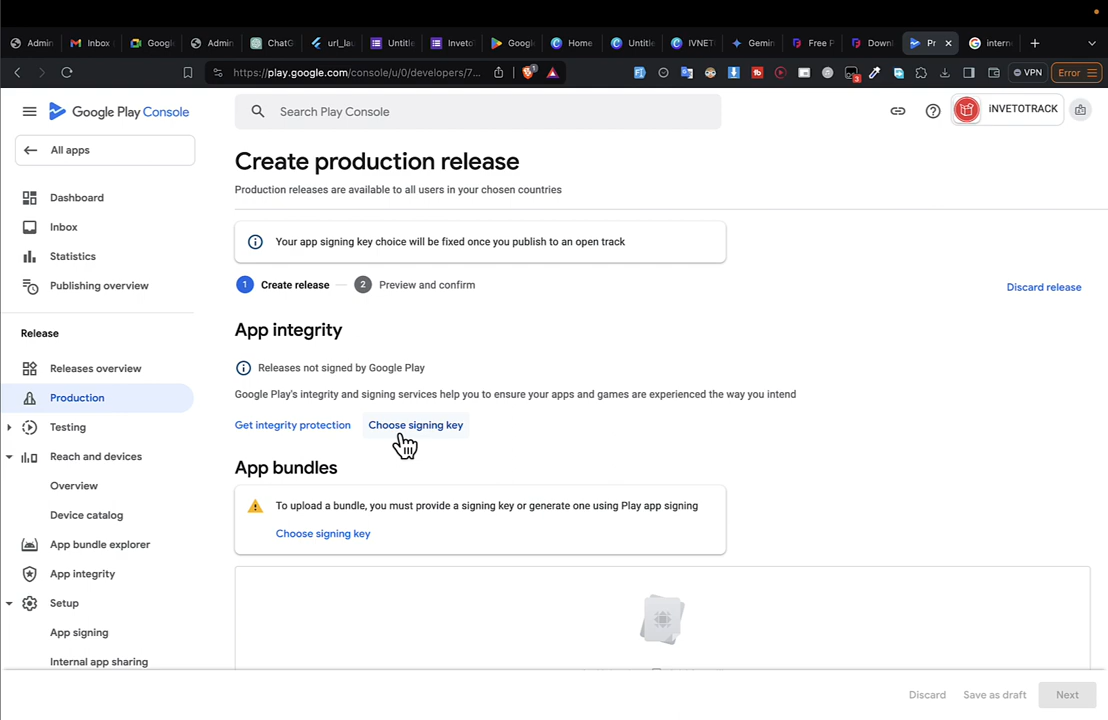 Admin
Inbox
Google
Admin
ChatG
url_lau
Untitle
Inveto
Googl
Home
Untitle
IVNET
Gemin
Free F
Downl
Pr
intern
https://play.google.com/console/u/0/developers/7...
1
3
VPN
Error
Google Play Console
Search Play Console
iNVETOTRACK
All apps
Dashboard
Inbox
Statistics
Publishing overview
Release
Releases overview
Production
Testing
Reach and devices
Overview
Device catalog
App bundle explorer
App integrity
Setup
App signing
Internal app sharing
Create production release
Production releases are available to all users in your chosen countries
Your app signing key choice will be fixed once you publish to an open track
1 Create release
2 Preview and confirm
Discard release
App integrity
Releases not signed by Google Play
Google Play's integrity and signing services help you to ensure your apps and games are experienced the way you intend
Get integrity protection
Choose signing key
App bundles
To upload a bundle, you must provide a signing key or generate one using Play app signing
Choose signing key
Discard
Save as draft
Next